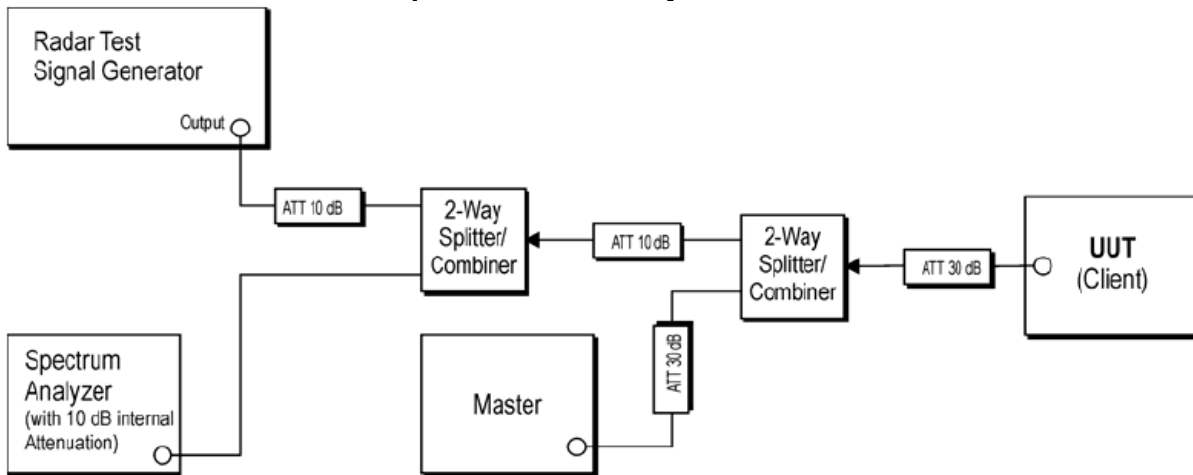 Radar Test
Signal Generator
Output
ATT 10 dB
2-Way
Splitter/
Combiner
ATT 10 dB
2-Way
Splitter/
Combiner
ATT 30 dB
UUT
(Client)
Spectrum
Analyzer
(with 10 dB internal
Attenuation)
Master
ATT 30 dB